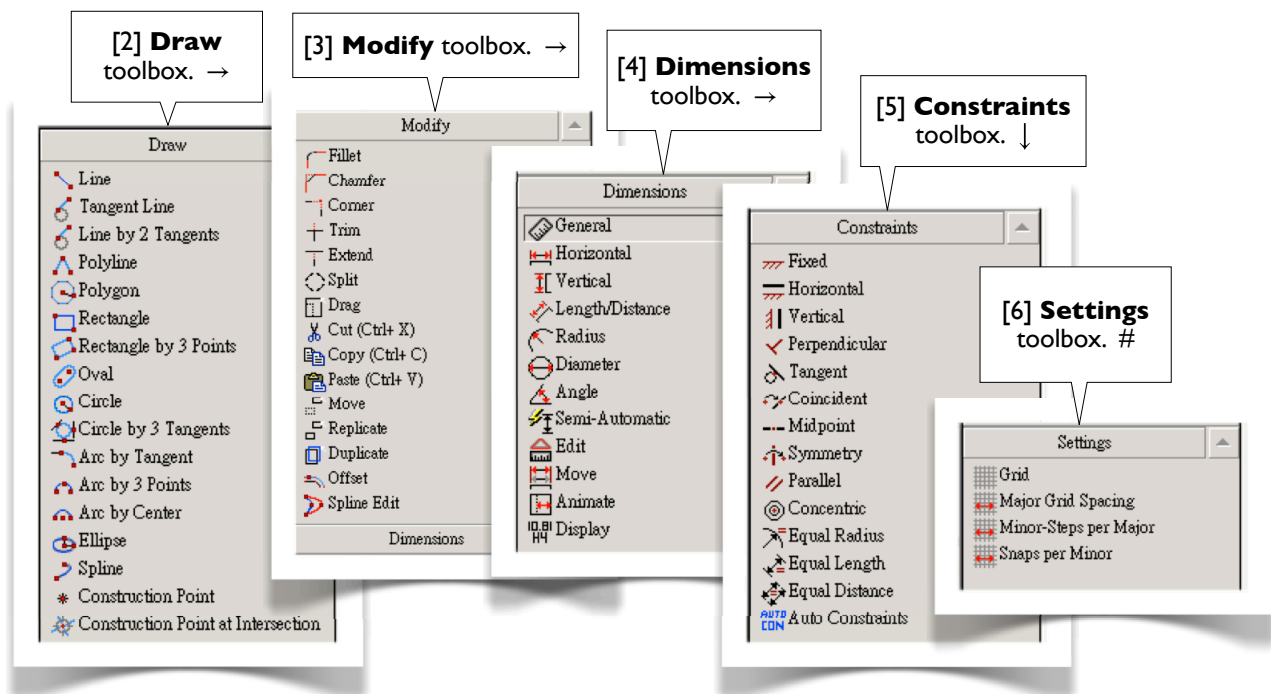 [2] Draw
toolbox. →
Draw
Line
Tangent Line
Line by 2 Tangents
Polyline
Polygon
Rectangle
Rectangle by 3 Points
Oval
Circle
Circle by 3 Tangents
Arc by Tangent
Arc by 3 Points
Arc by Center
Ellipse
Spline
Construction Point
Construction Point at Intersection
[3] Modify toolbox. →
Modify
Fillet
Chamfer
Corner
Trim
Extend
Split
Drag
Cut (Ctrl+ X)
Copy (Ctrl+ C)
Paste (Ctrl+ V)
Move
Replicate
Duplicate
Offset
Spline Edit
Dimensions
[4] Dimensions
toolbox. →
Dimensions
General
Horizontal
Vertical
Length/Distance
Radius
Diameter
Angle
Semi-Automatic
Edit
Move
Animate
Display
[5] Constraints
toolbox. ↓
Constraints
Fixed
Horizontal
Vertical
Perpendicular
Tangent
Coincident
Midpoint
Symmetry
Parallel
Concentric
Equal Radius
Equal Length
Equal Distance
AUTO CON Auto Constraints
[6] Settings
toolbox. #
Settings
Grid
Major Grid Spacing
Minor-Steps per Major
Snaps per Minor